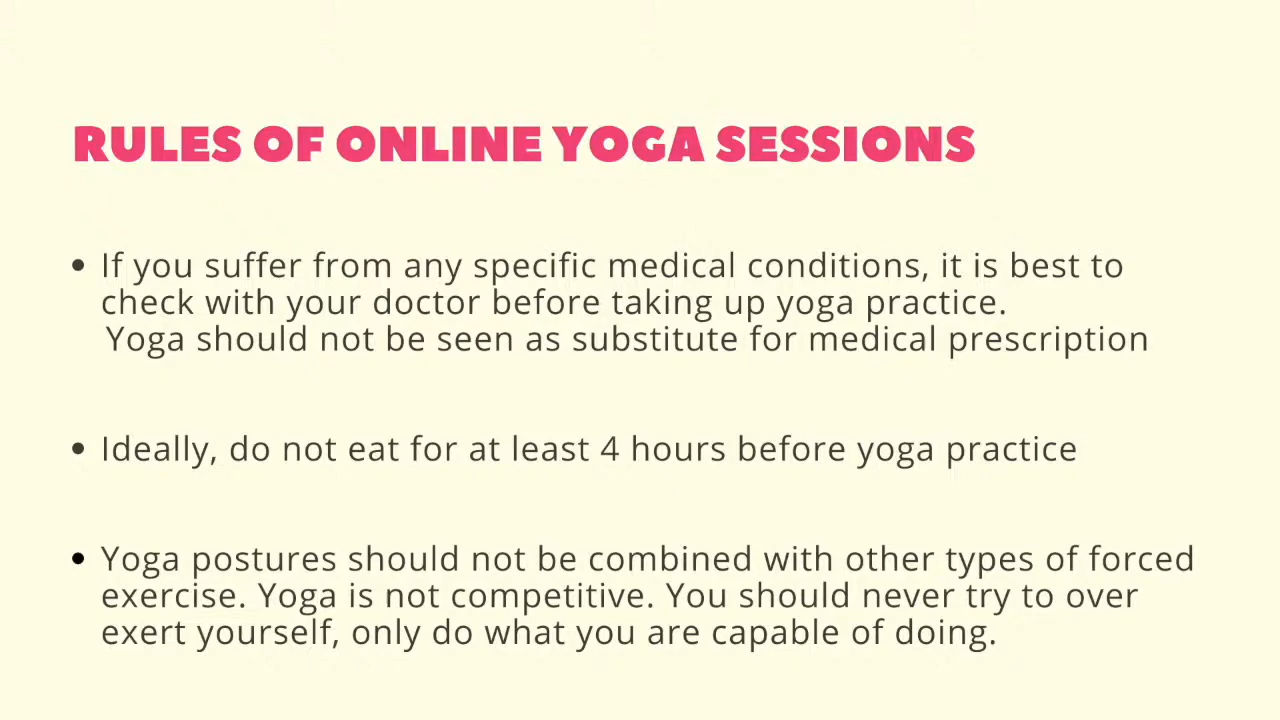 RULES OF ONLINE YOGA SESSIONS
• If you suffer from any specific medical conditions, it is best to
check with your doctor before taking up yoga practice.
Yoga should not be seen as substitute for medical prescription
• Ideally, do not eat for at least 4 hours before yoga practice
• Yoga postures should not be combined with other types of forced
exercise. Yoga is not competitive. You should never try to over
exert yourself, only do what you are capable of doing.